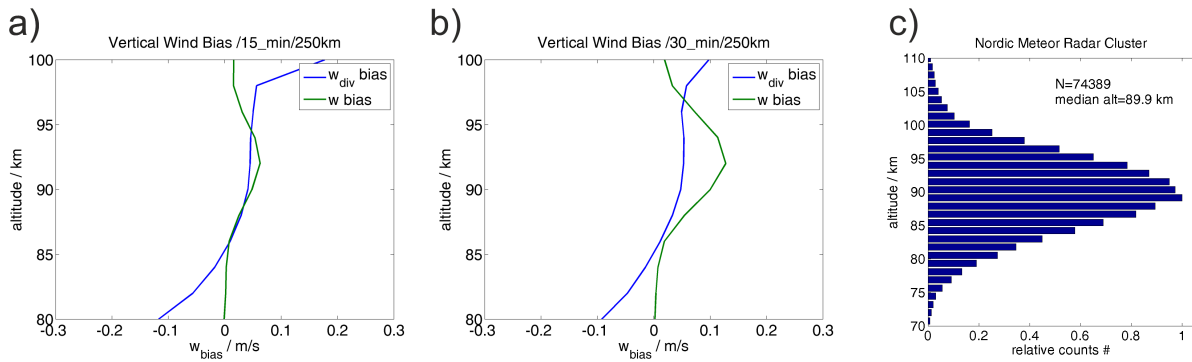 a)
Vertical Wind Bias /15_min/250km
w_div bias
w bias
100
95
90
85
80
altitude / km
-0.3
-0.2
-0.1
0
0.1
0.2
0.3
w_bias / m/s
b)
Vertical Wind Bias /30_min/250km
w_div bias
w bias
100
95
90
85
80
altitude / km
-0.3
-0.2
-0.1
0
0.1
0.2
0.3
w_bias / m/s
c)
Nordic Meteor Radar Cluster
N=74389
median alt=89.9 km
110
105
100
95
90
85
80
75
70
altitude / km
0
0.2
0.4
0.6
0.8
1
relative counts #